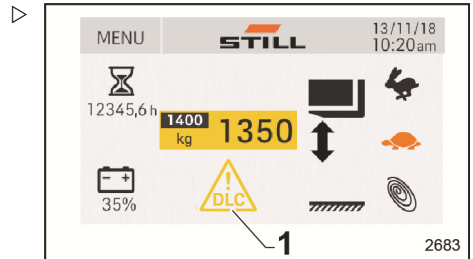 MENU
STILL
13/11/18
10:20am
12345,6 h
1400
kg
1350
35%
DLC
1
2683